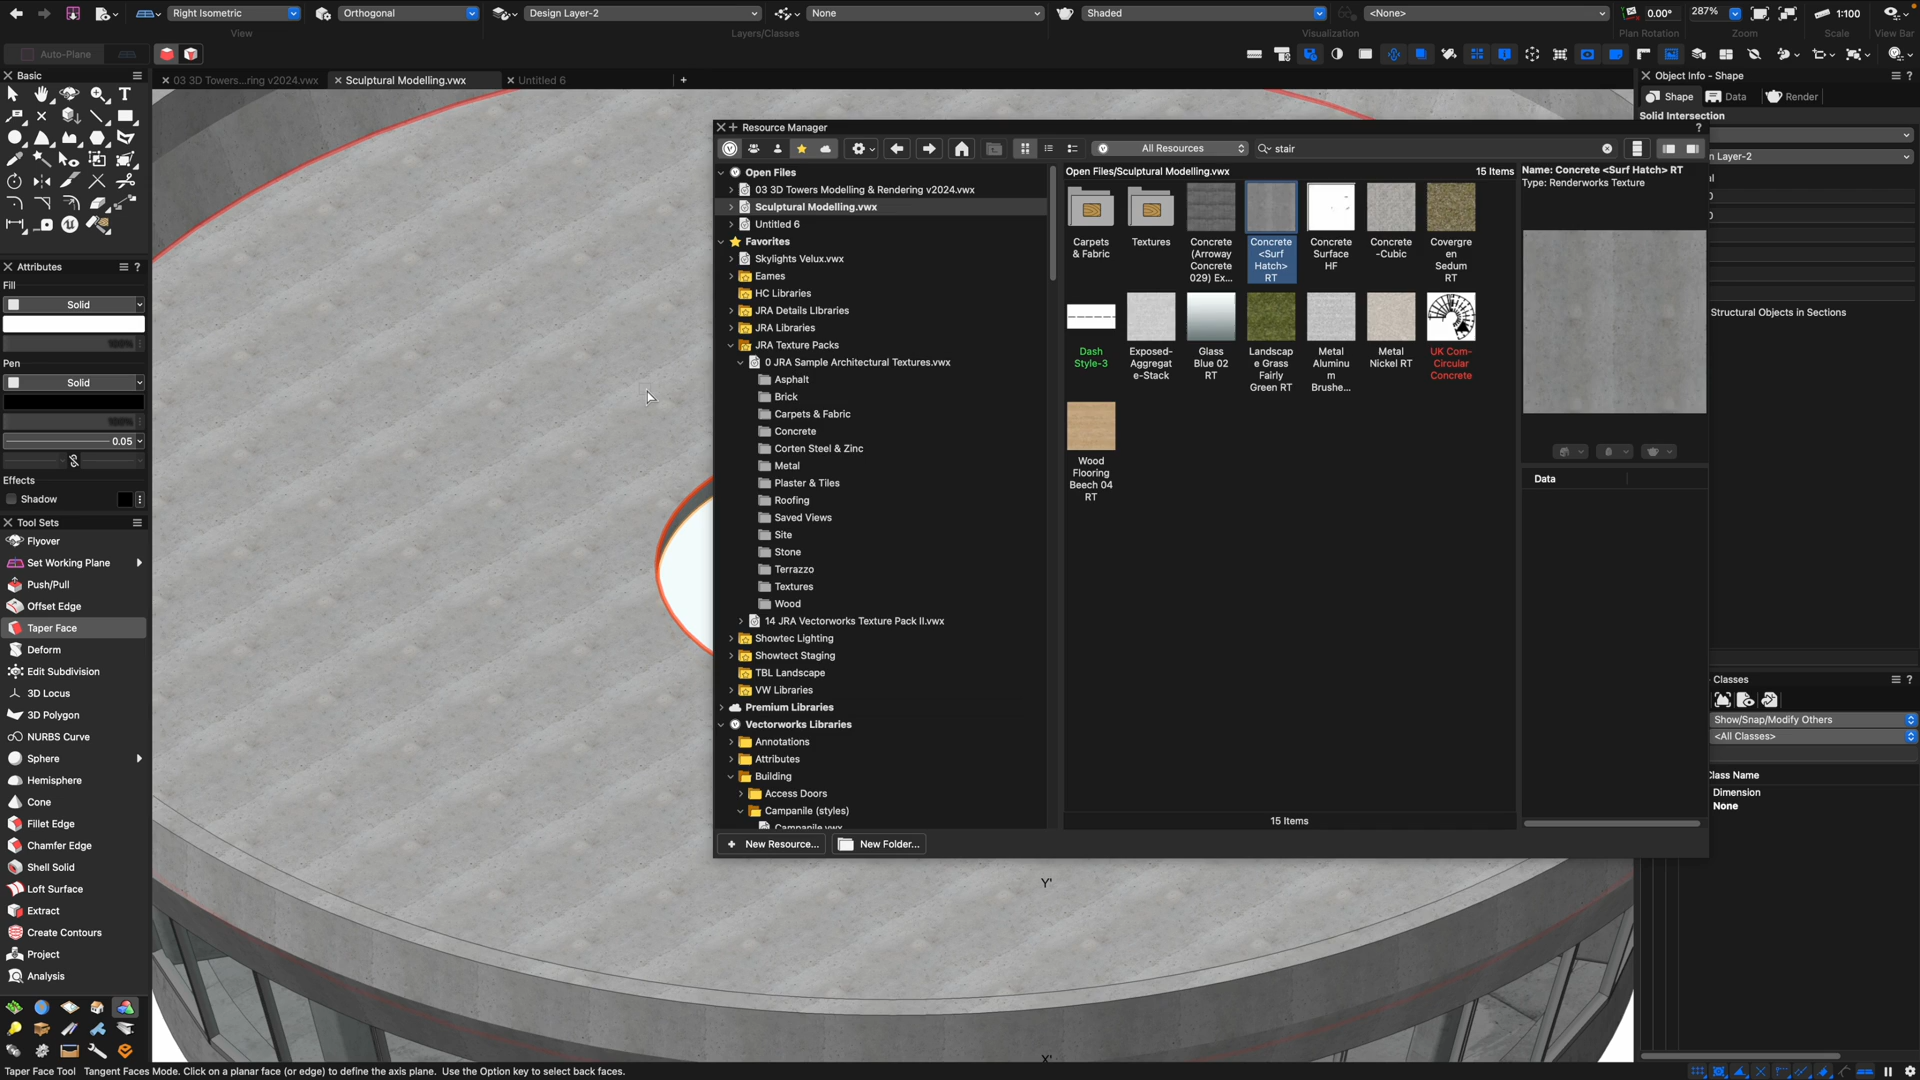 Right Isometric
Orthogonal
Design Layer-2
None
Shaded
<None>
0.00°
287%
1:100
View
Layers/Classes
Visualization
Plan Rotation
Zoom
Scale
View Bar
Auto-Plane
Basic
03 3D Towers...ring v2024.vwx
Sculptural Modelling.vwx
Untitled 6
Object Info - Shape
Shape
Data
Render
Solid Intersection
n Layer-2
Structural Objects in Sections
Attributes
Fill
Solid
100%
Pen
Solid
100%
0.05
Effects
Shadow
Tool Sets
Flyover
Set Working Plane
Push/Pull
Offset Edge
Taper Face
Deform
Edit Subdivision
3D Locus
3D Polygon
NURBS Curve
Sphere
Hemisphere
Cone
Fillet Edge
Chamfer Edge
Shell Solid
Loft Surface
Extract
Create Contours
Project
Analysis
Resource Manager
All Resources
stair
Open Files
03 3D Towers Modelling & Rendering v2024.vwx
Sculptural Modelling.vwx
Untitled 6
Favorites
Skylights Velux.vwx
Eames
HC Libraries
JRA Details LIbraries
JRA Libraries
JRA Texture Packs
0 JRA Sample Architectural Textures.vwx
Asphalt
Brick
Carpets & Fabric
Concrete
Corten Steel & Zinc
Metal
Plaster & Tiles
Roofing
Saved Views
Site
Stone
Terrazzo
Textures
Wood
14 JRA Vectorworks Texture Pack II.vwx
Showtec Lighting
Showtect Staging
TBL Landscape
VW Libraries
Premium Libraries
Vectorworks Libraries
Annotations
Attributes
Building
Access Doors
Campanile (styles)
Campanile.vwx
New Resource...
New Folder...
Open Files/Sculptural Modelling.vwx
15 Items
Carpets
& Fabric
Textures
Concrete
(Arroway
Concrete
029) Ex...
Concrete
<Surf
Hatch>
RT
Concrete
Surface
HF
Concrete
-Cubic
Covergre
en
Sedum
RT
Dash
Style-3
Exposed-
Aggregat
e-Stack
Glass
Blue 02
RT
Landscap
e Grass
Fairly
Green RT
Metal
Aluminu
m
Brushe...
Metal
Nickel RT
UK Com-
Circular
Concrete
Wood
Flooring
Beech 04
RT
15 Items
Name: Concrete <Surf Hatch> RT
Type: Renderworks Texture
Data
Classes
Show/Snap/Modify Others
<All Classes>
lass Name
Dimension
None
Y'
X'
Taper Face Tool Tangent Faces Mode. Click on a planar face (or edge) to define the axis plane. Use the Option key to select back faces.